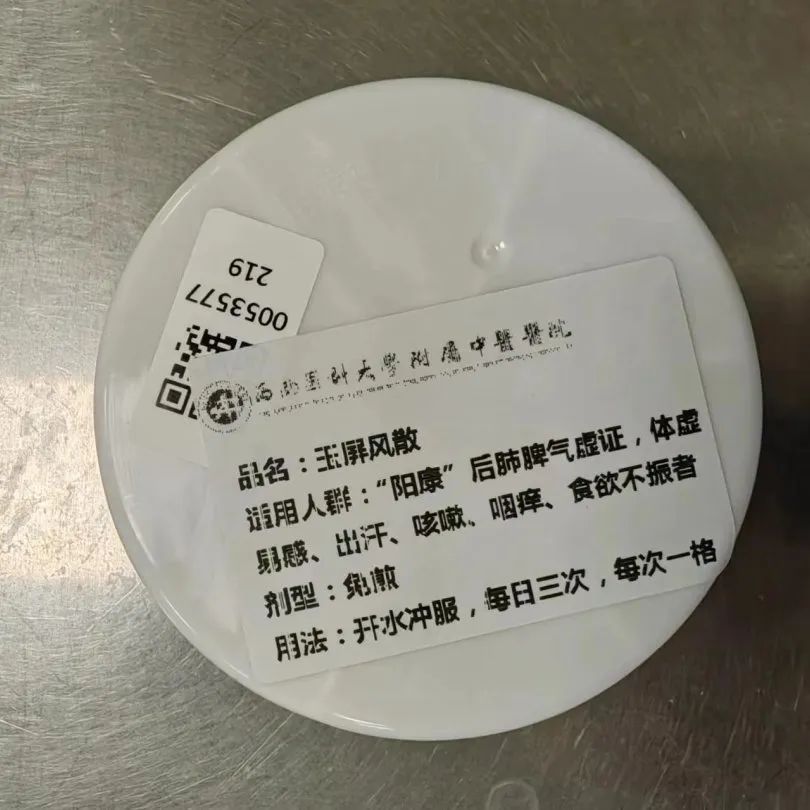 219
0053577
西南医科大学附属中医医院
品名：玉屏风散
适用人群：“阳康”后肺脾气虚证，体虚
易感、出汗、咳嗽、咽痒、食欲不振者
剂型：免煎
用法：开水冲服，每日三次，每次一格